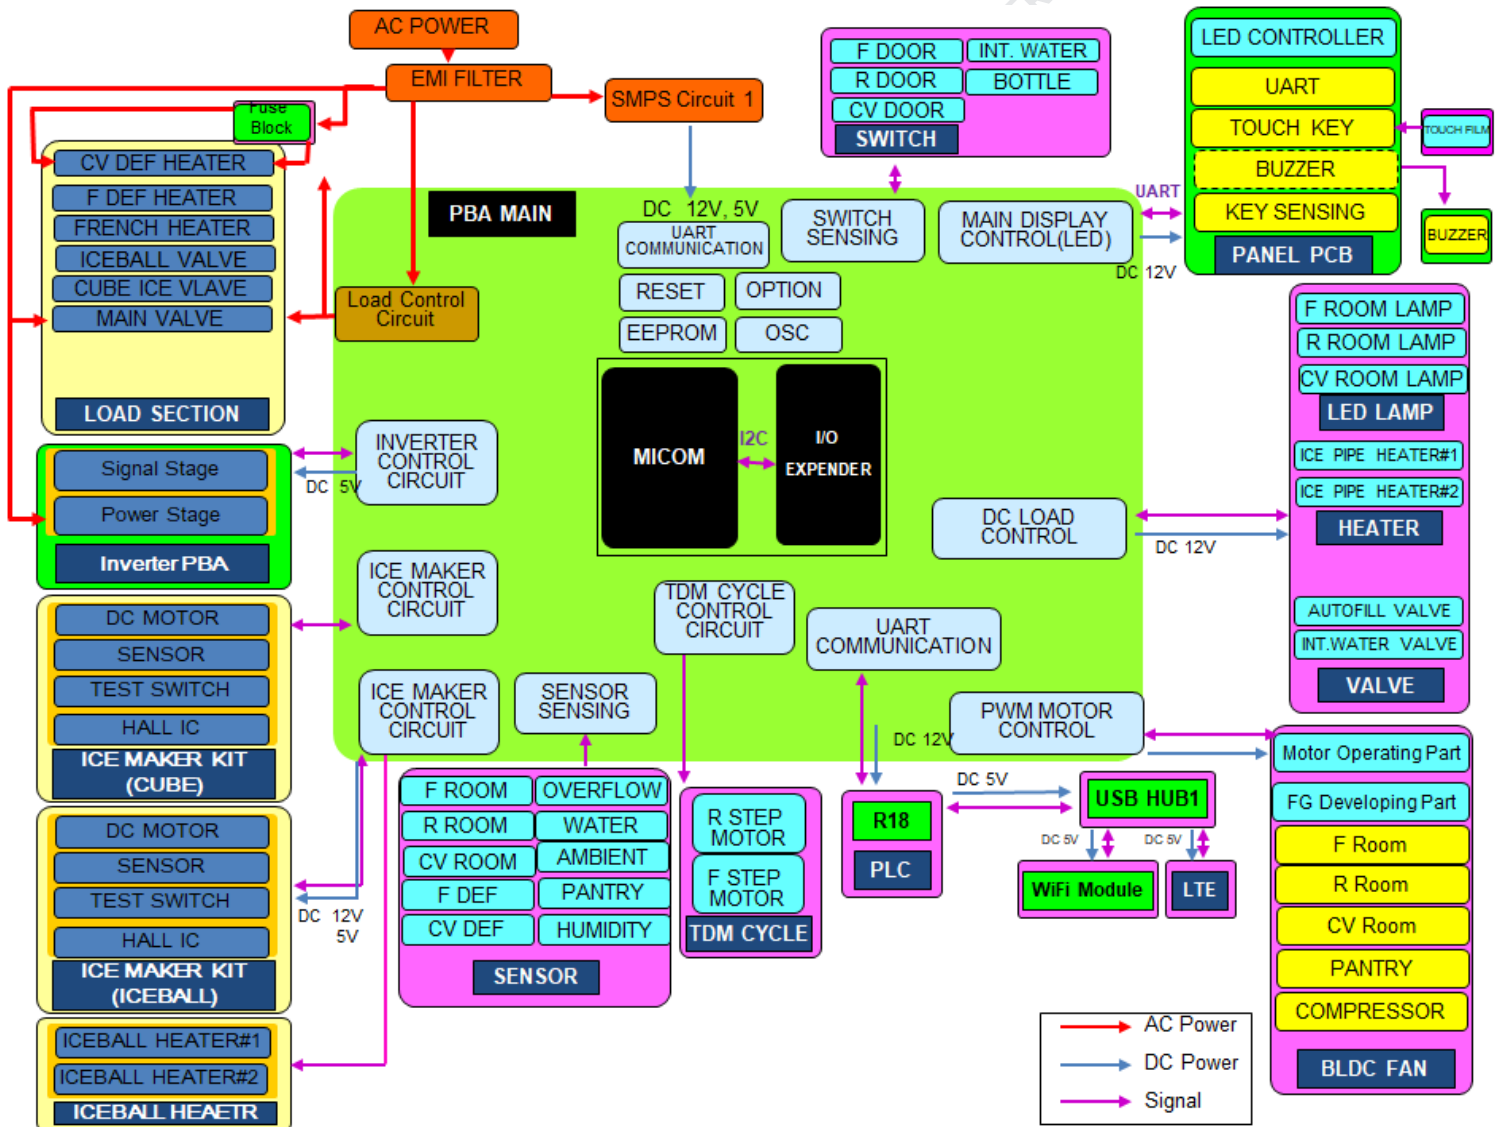 AC POWER
EMI FILTER
SMPS Circuit 1
Fuse
Block
CV DEF HEATER
F DEF HEATER
FRENCH HEATER
ICEBALL VALVE
CUBE ICE VLAVE
MAIN VALVE
LOAD SECTION
Load Control
Circuit
PBA MAIN
DC 12V, 5V
UART
COMMUNICATION
RESET
OPTION
EEPROM
OSC
MICOM
I2C
I/O
EXPENDER
F DOOR
INT. WATER
R DOOR
BOTTLE
CV DOOR
SWITCH
SWITCH
SENSING
MAIN DISPLAY
CONTROL(LED)
UART
DC 12V
LED CONTROLLER
UART
TOUCH KEY
BUZZER
KEY SENSING
PANEL PCB
TOUCH FILM
BUZZER
F ROOM LAMP
R ROOM LAMP
CV ROOM LAMP
LED LAMP
ICE PIPE HEATER#1
ICE PIPE HEATER#2
HEATER
AUTOFILL VALVE
INT.WATER VALVE
VALVE
DC LOAD
CONTROL
DC 12V
INVERTER
CONTROL
CIRCUIT
DC 5V
Signal Stage
Power Stage
Inverter PBA
ICE MAKER
CONTROL
CIRCUIT
DC MOTOR
SENSOR
TEST SWITCH
HALL IC
ICE MAKER KIT
(CUBE)
ICE MAKER
CONTROL
CIRCUIT
DC 12V
5V
DC MOTOR
SENSOR
TEST SWITCH
HALL IC
ICE MAKER KIT
(ICEBALL)
ICEBALL HEATER#1
ICEBALL HEATER#2
ICEBALL HEAETR
SENSOR
SENSING
F ROOM
OVERFLOW
R ROOM
WATER
CV ROOM
AMBIENT
F DEF
PANTRY
CV DEF
HUMIDITY
SENSOR
TDM CYCLE
CONTROL
CIRCUIT
R STEP
MOTOR
F STEP
MOTOR
TDM CYCLE
UART
COMMUNICATION
DC 12V
R18
PLC
DC 5V
USB HUB1
DC 5V
DC 5V
WiFi Module
LTE
PWM MOTOR
CONTROL
Motor Operating Part
FG Developing Part
F Room
R Room
CV Room
PANTRY
COMPRESSOR
BLDC FAN
AC Power
DC Power
Signal